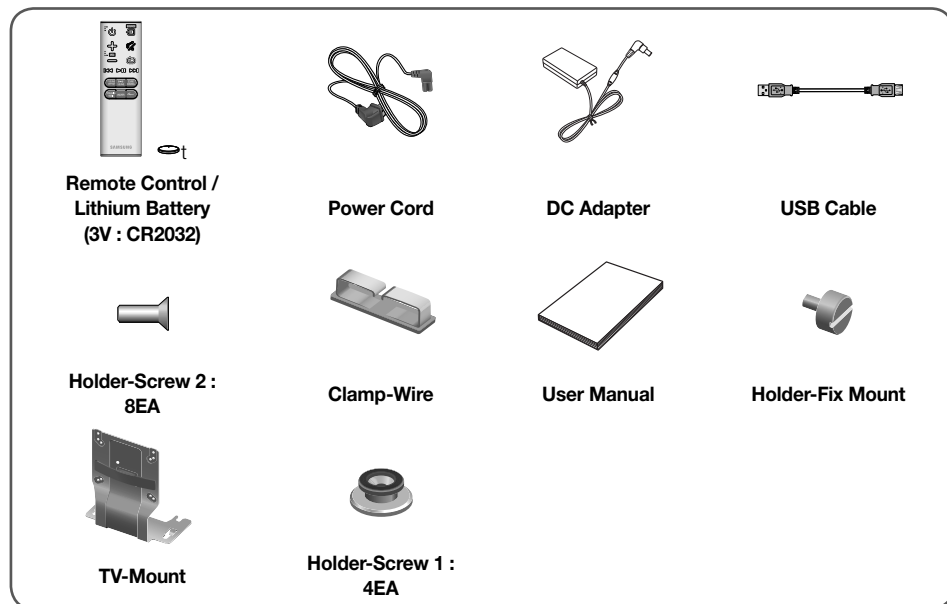 SAMSUNG
t
Remote Control /
Lithium Battery
(3V : CR2032)
Power Cord
DC Adapter
USB Cable
Holder-Screw 2 :
8EA
Clamp-Wire
User Manual
Holder-Fix Mount
TV-Mount
Holder-Screw 1 :
4EA